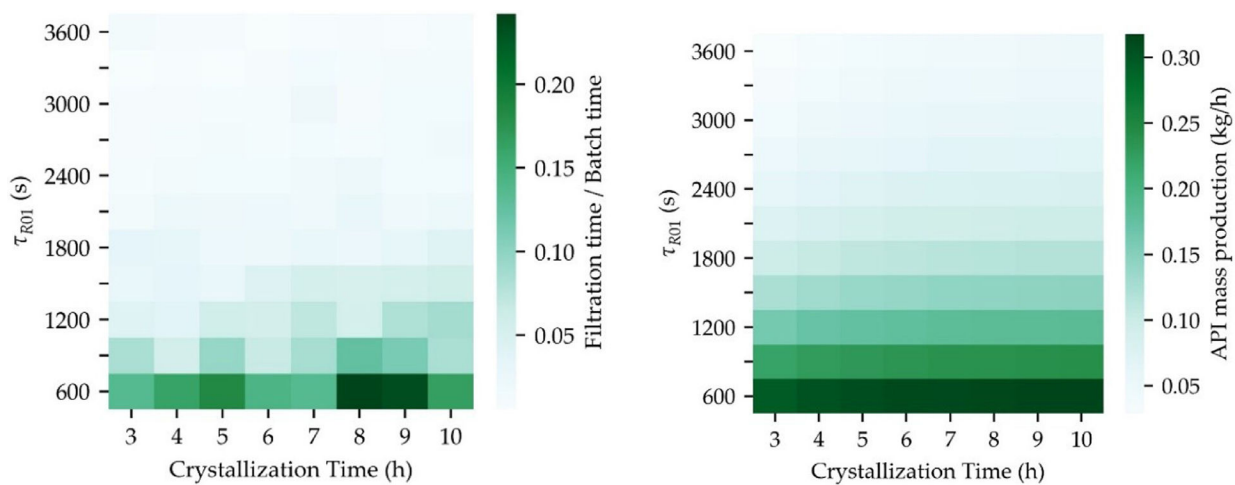 3600
3000
2400
1800
1200
600
τR01 (s)
3 4 5 6 7 8 9 10
Crystallization Time (h)
0.20
0.15
0.10
0.05
Filtration time / Batch time
3600
3000
2400
1800
1200
600
τR01 (s)
3 4 5 6 7 8 9 10
Crystallization Time (h)
0.30
0.25
0.20
0.15
0.10
0.05
API mass production (kg/h)